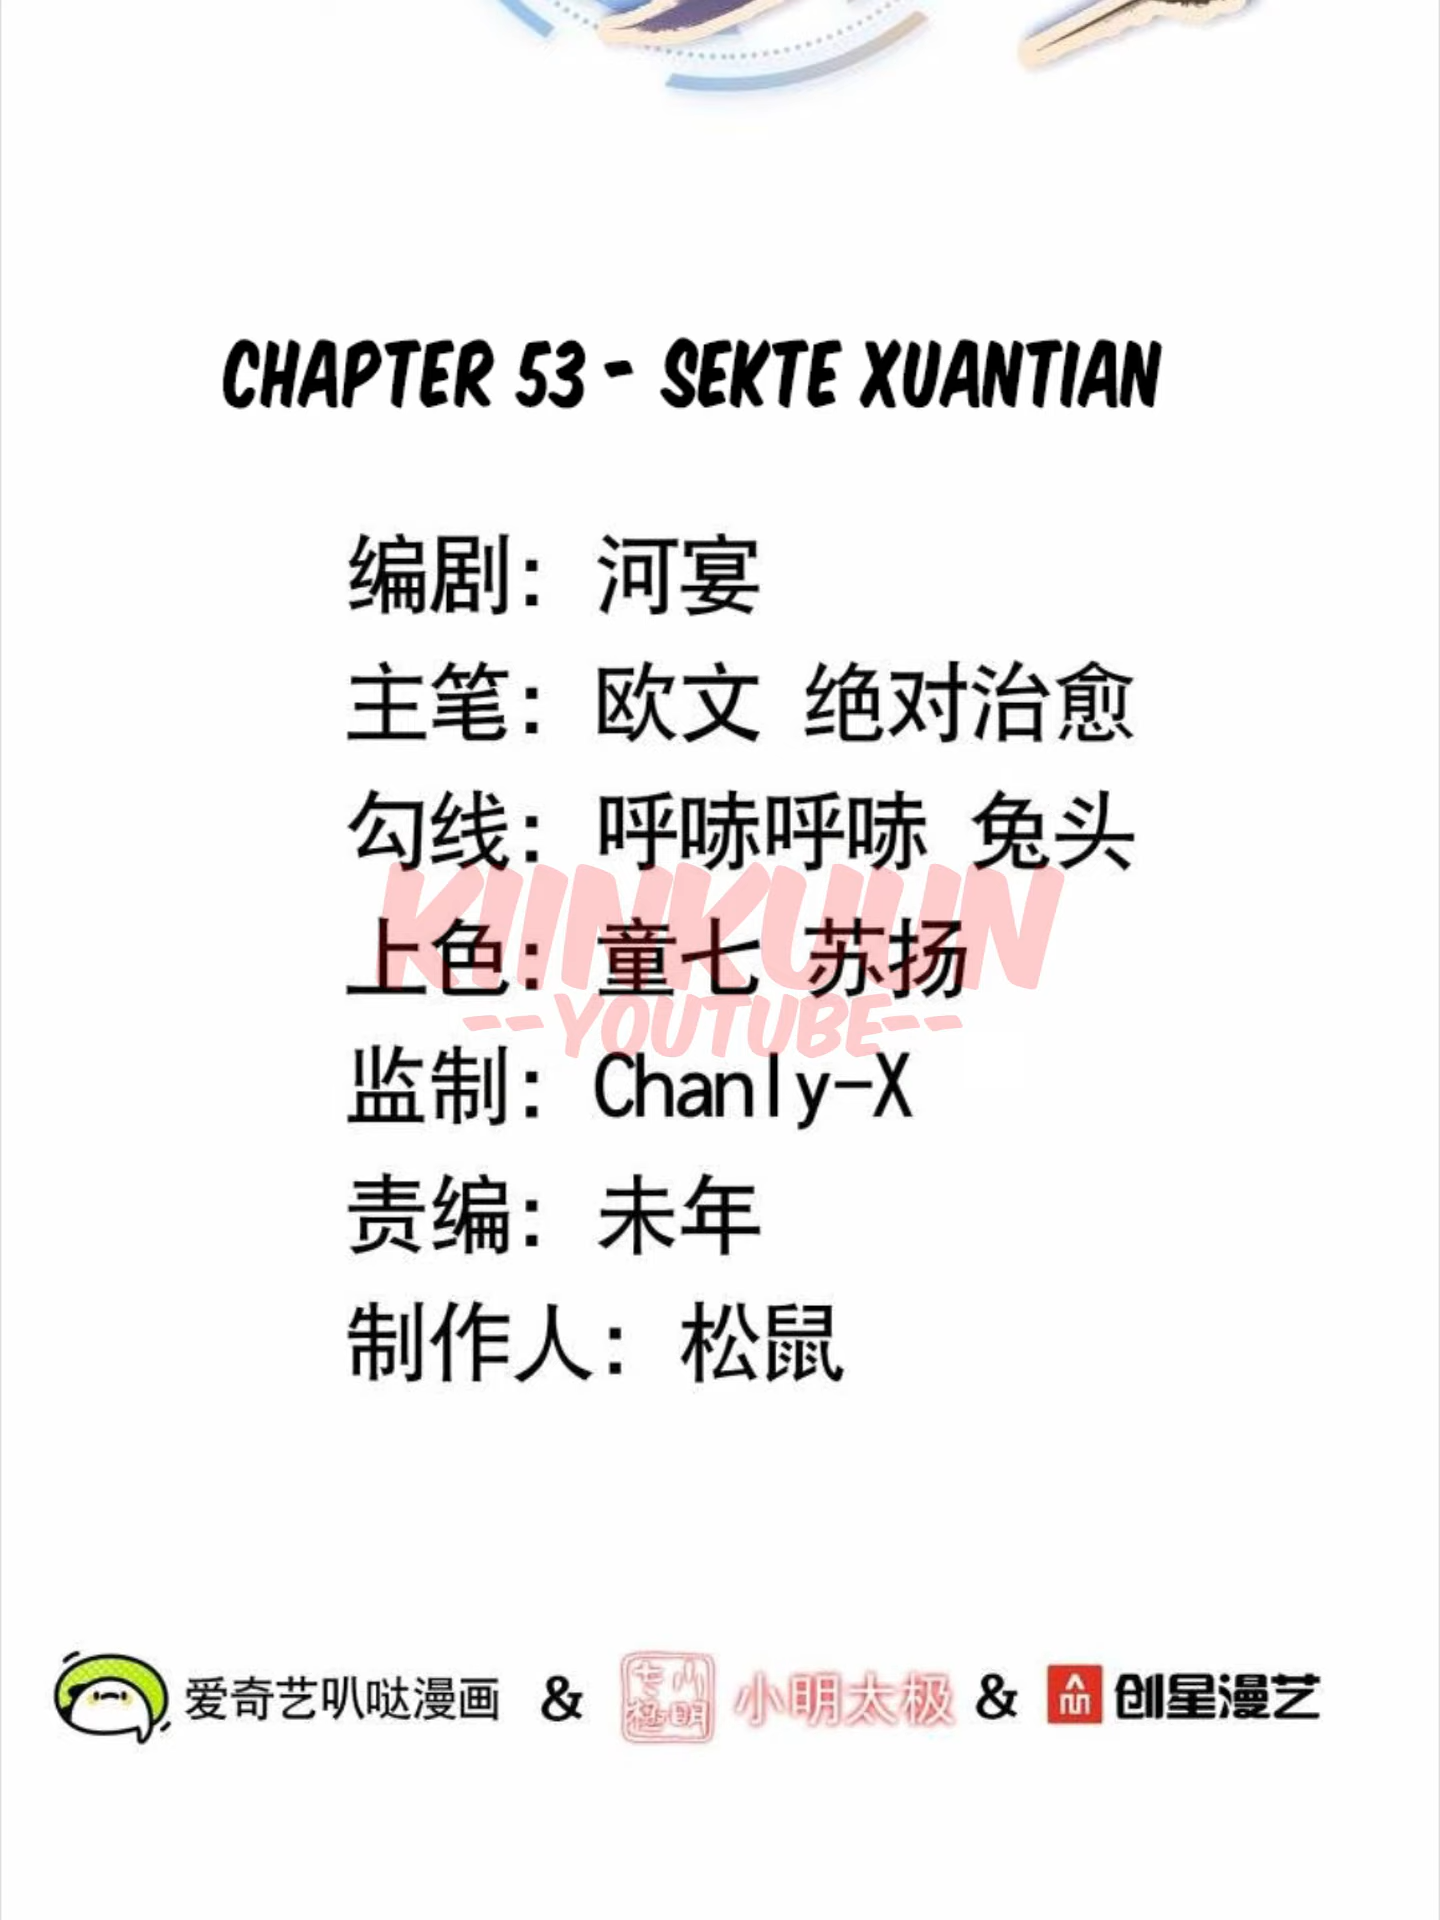 CHAPTER 53 - SEKTE XUANTIAN
编剧：河宴
主笔：欧文 绝对治愈
勾线：呼哧呼哧 兔头
上色：童七 苏扬
KIINKUUN
--YOUTUBE--
监制：Chanly-X
责编：未年
制作人：松鼠
爱奇艺叭哒漫画 & 小明太极 & 创星漫艺